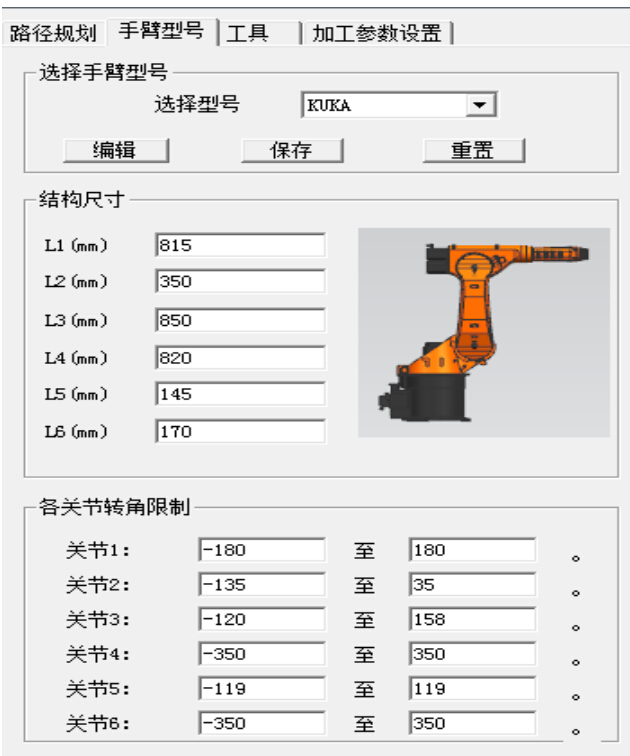 路径规划 手臂型号 工具 加工参数设置
选择手臂型号
选择型号 KUKA
编辑 保存 重置
结构尺寸
L1(mm) 815
L2(mm) 350
L3(mm) 850
L4(mm) 820
L5(mm) 145
L6(mm) 170
各关节转角限制
关节1: -180 至 180 °
关节2: -135 至 35 °
关节3: -120 至 158 °
关节4: -350 至 350 °
关节5: -119 至 119 °
关节6: -350 至 350 °